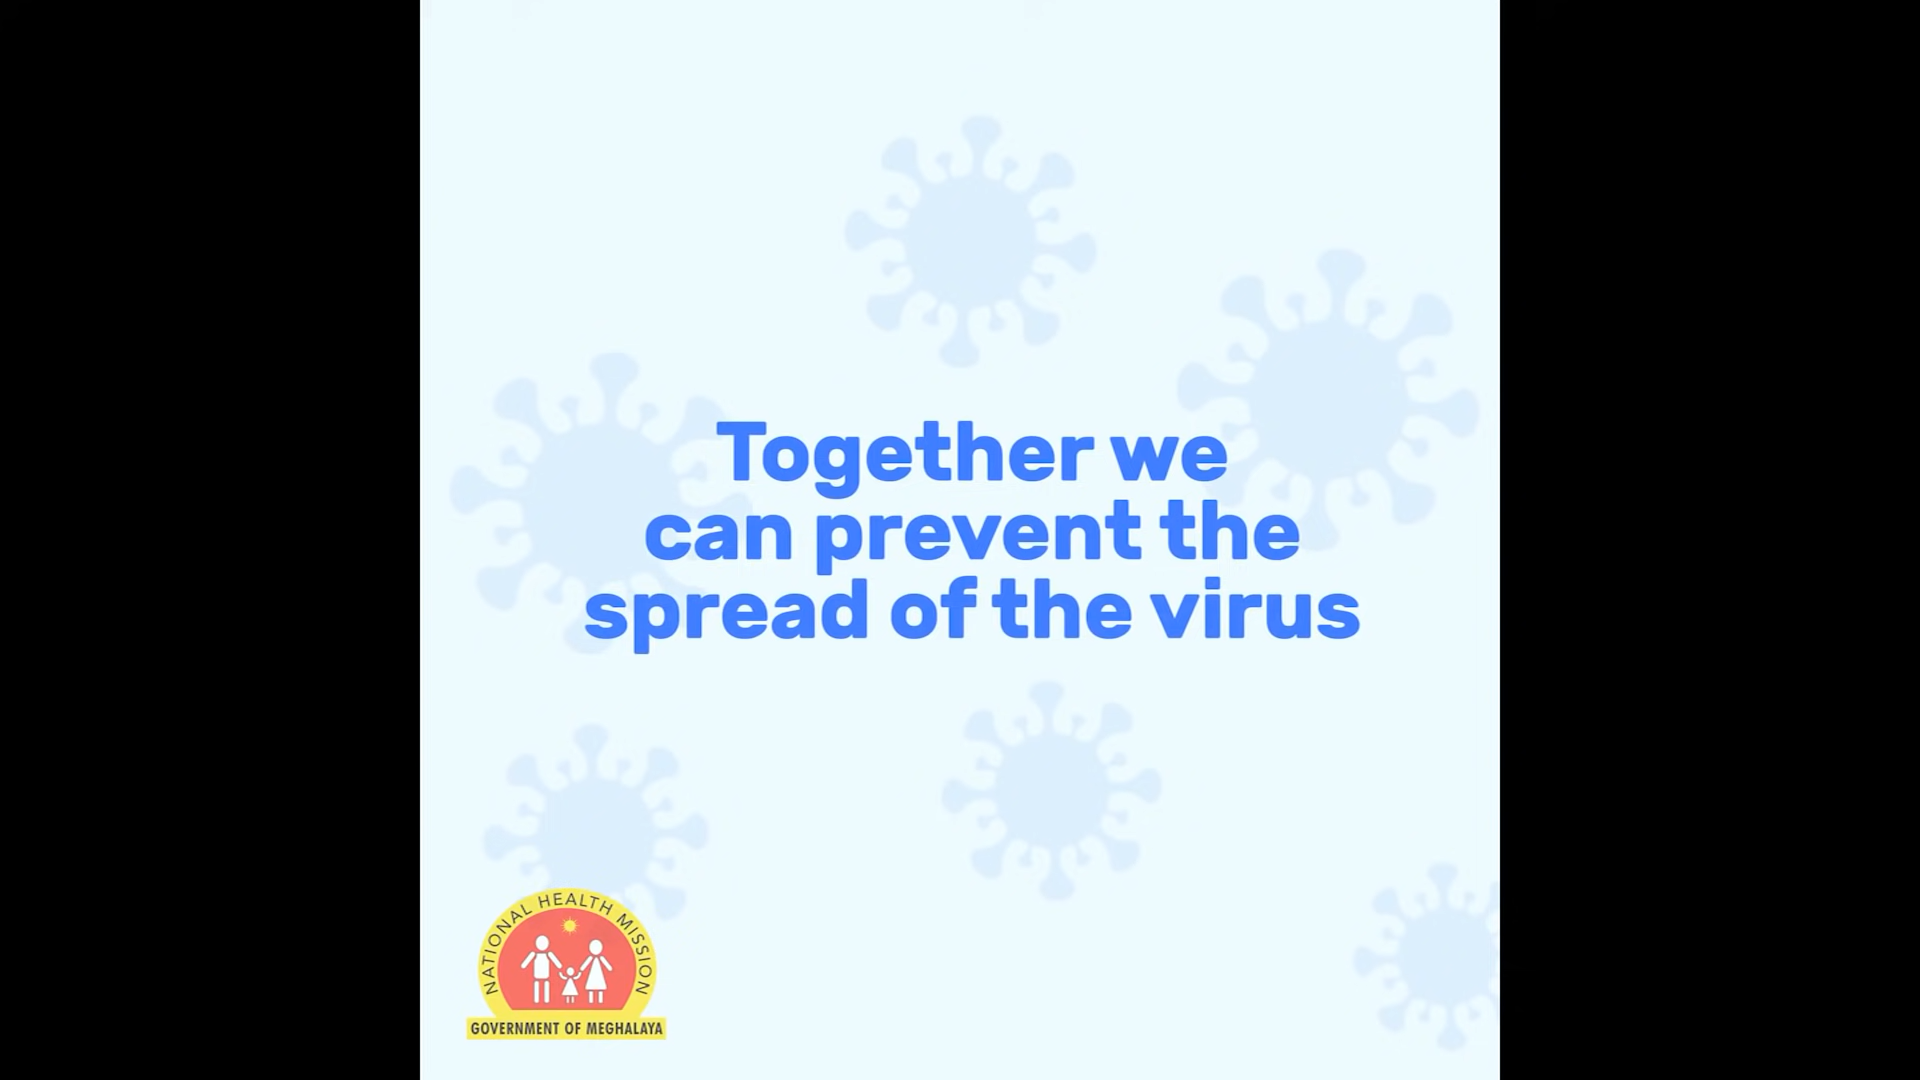 Together we
can prevent the
spread of the virus
NATIONAL HEALTH MISSION
GOVERNMENT OF MEGHALAYA